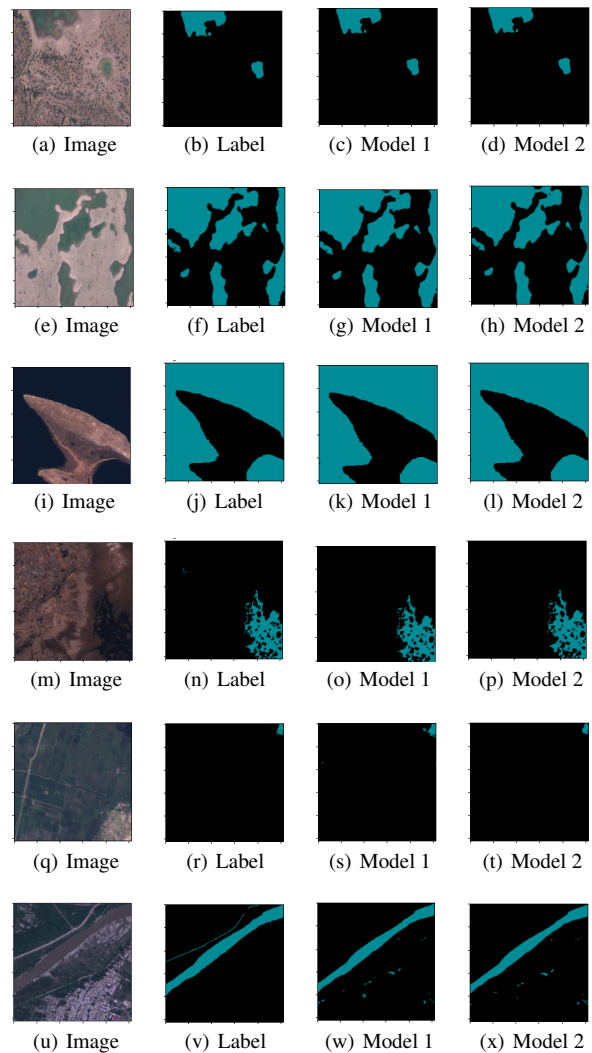 (a) Image (b) Label (c) Model 1 (d) Model 2
(e) Image (f) Label (g) Model 1 (h) Model 2
(i) Image (j) Label (k) Model 1 (l) Model 2
(m) Image (n) Label (o) Model 1 (p) Model 2
(q) Image (r) Label (s) Model 1 (t) Model 2
(u) Image (v) Label (w) Model 1 (x) Model 2